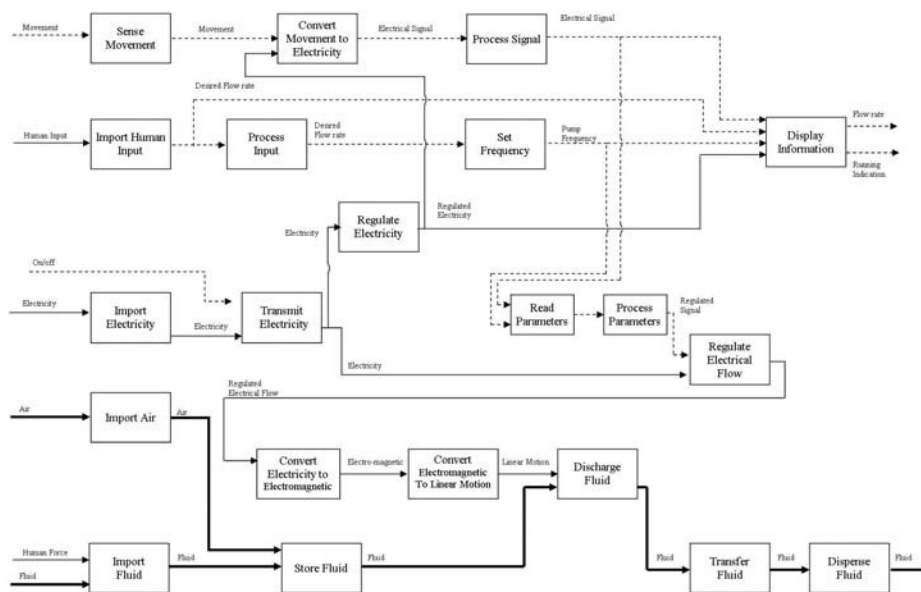 Movement
Sense
Movement
Movement
Convert
Movement to
Electricity
Electrical Signal
Process Signal
Electrical Signal
Desired Flow rate
Human Input
Import Human
Input
Process
Input
Desired
Flow rate
Set
Frequency
Pump
Frequency
Display
Information
Flow rate
Running
Indication
Electricity
Regulate
Electricity
Regulated
Electricity
On/off
Electricity
Import
Electricity
Electricity
Transmit
Electricity
Electricity
Read
Parameters
Process
Parameters
Regulated
Signal
Regulate
Electrical
Flow
Regulated
Electrical Flow
Air
Import Air
Air
Convert
Electricity to
Electromagnetic
Electro-magnetic
Convert
Electromagnetic
To Linear Motion
Linear Motion
Discharge
Fluid
Human Force
Fluid
Import
Fluid
Fluid
Store Fluid
Fluid
Fluid
Transfer
Fluid
Fluid
Dispense
Fluid
Fluid